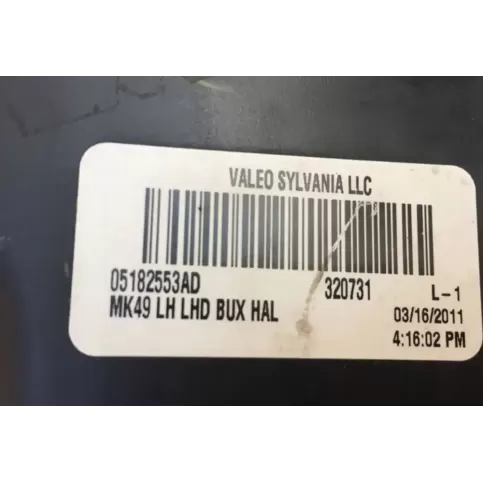 VALEO SYLVANIA LLC
05182553AD 320731 L-1
MK49 LH LHD BUX HAL 03/16/2011
4:16:02 PM